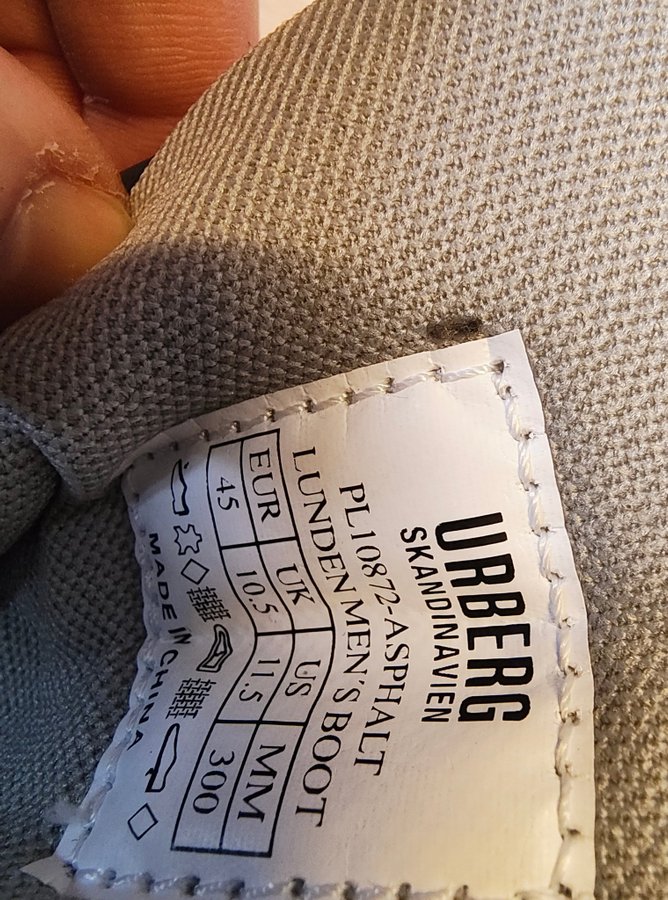 URBERG
SKANDINAVIEN
PL10872-ASPHALT
LUNDEN MEN'S BOOT
EUR UK US MM
45 10.5 11.5 300
MADE IN CHINA